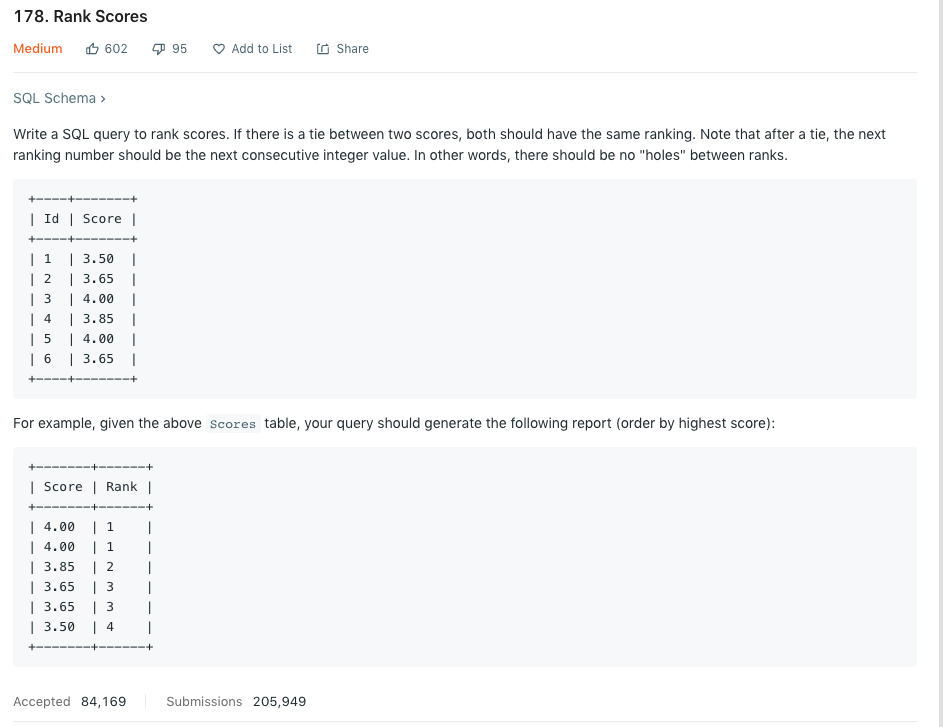 178. Rank Scores
Medium 602 95 Add to List Share
SQL Schema ›
Write a SQL query to rank scores. If there is a tie between two scores, both should have the same ranking. Note that after a tie, the next
ranking number should be the next consecutive integer value. In other words, there should be no "holes" between ranks.
+----+-------+
| Id | Score |
+----+-------+
| 1  | 3.50  |
| 2  | 3.65  |
| 3  | 4.00  |
| 4  | 3.85  |
| 5  | 4.00  |
| 6  | 3.65  |
+----+-------+
For example, given the above Scores table, your query should generate the following report (order by highest score):
+-------+------+
| Score | Rank |
+-------+------+
| 4.00  | 1    |
| 4.00  | 1    |
| 3.85  | 2    |
| 3.65  | 3    |
| 3.65  | 3    |
| 3.50  | 4    |
+-------+------+
Accepted 84,169 Submissions 205,949